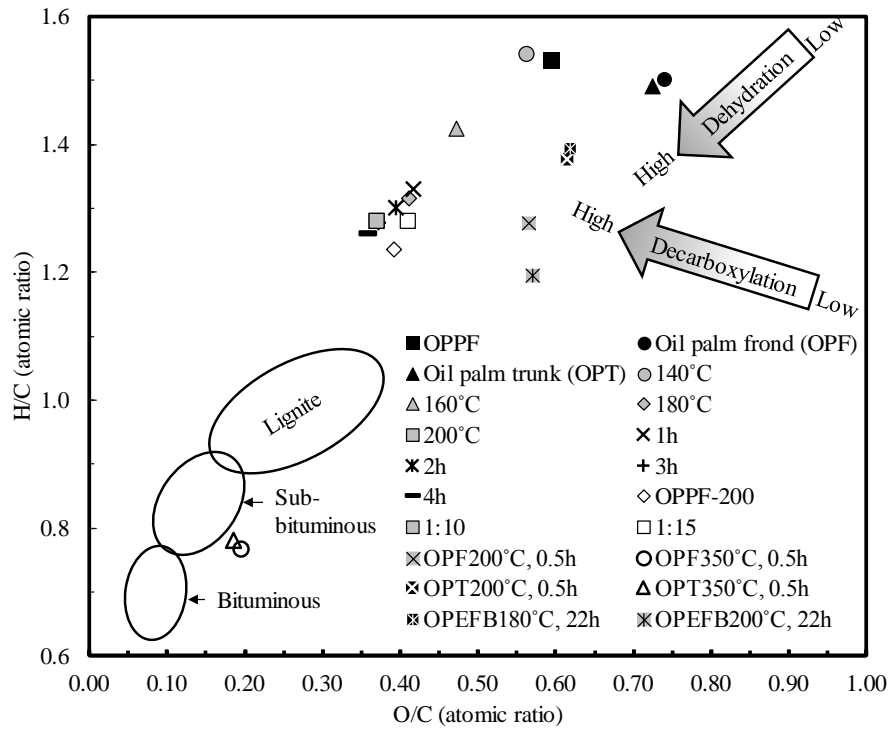 1.6
1.4
1.2
1.0
0.8
0.6
H/C (atomic ratio)
Low
Dehydration
High
High
Decarboxylation
Low
Lignite
Sub-
bituminous
Bituminous
OPPF
Oil palm frond (OPF)
Oil palm trunk (OPT)
140˚C
160˚C
180˚C
200˚C
1h
2h
3h
4h
OPPF-200
1:10
1:15
OPF200˚C, 0.5h
OPF350˚C, 0.5h
OPT200˚C, 0.5h
OPT350˚C, 0.5h
OPEFB180˚C, 22h
OPEFB200˚C, 22h
0.00 0.10 0.20 0.30 0.40 0.50 0.60 0.70 0.80 0.90 1.00
O/C (atomic ratio)